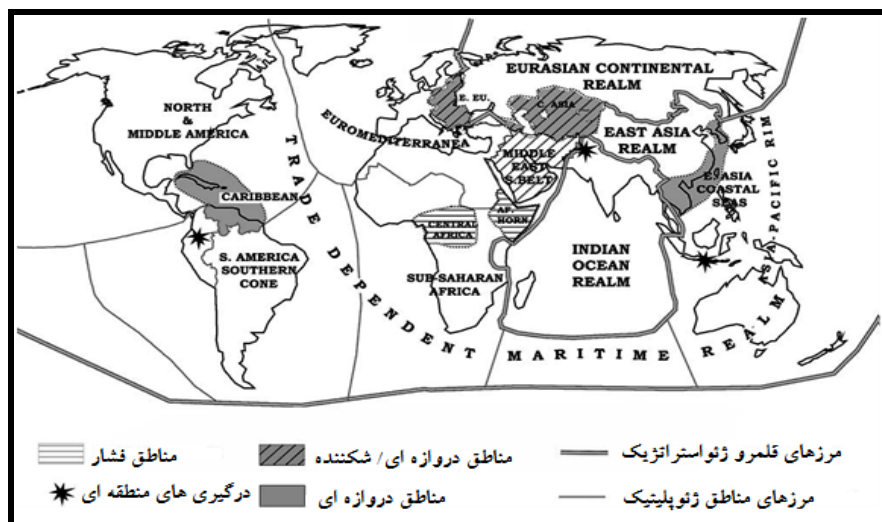 EURASIAN CONTINENTAL
REALM
NORTH
&
MIDDLE AMERICA
E. EU.
C. ASIA
EUROMEDITERRANEA
EAST ASIA
REALM
MIDDLE
EAST
S. BELT
CARIBBEAN
E. ASIA
COASTAL
SEAS
ASIA-PACIFIC RIM
AF.
HORN
CENTRAL
AFRICA
S. AMERICA
SOUTHERN
CONE
SUB-SAHARAN
AFRICA
INDIAN
OCEAN
REALM
TRADE DEPENDENT MARITIME REALM
مرزهای قلمرو ژئواستراتژیک
مناطق دروازه ای/ شکننده
مناطق فشار
مرزهای مناطق ژئوپلیتیک
مناطق دروازه ای
درگیری های منطقه ای